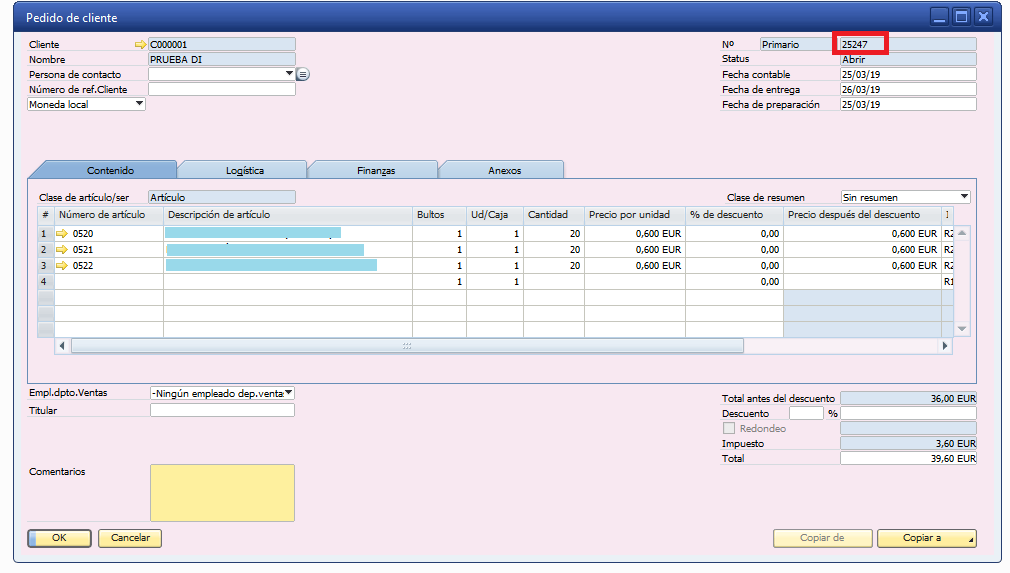 Pedido de cliente
Cliente C000001 Nº Primario 25247
Nombre PRUEBA DI Status Abrir
Persona de contacto Fecha contable 25/03/19
Número de ref.Cliente Fecha de entrega 26/03/19
Moneda local Fecha de preparación 25/03/19
Contenido Logística Finanzas Anexos
Clase de artículo/ser Artículo Clase de resumen Sin resumen
# Número de artículo Descripción de artículo Bultos Ud/Caja Cantidad Precio por unidad % de descuento Precio después del descuento I
1 0520 1 1 20 0,600 EUR 0,00 0,600 EUR R2
2 0521 1 1 20 0,600 EUR 0,00 0,600 EUR R2
3 0522 1 1 20 0,600 EUR 0,00 0,600 EUR R2
4 1 1 0,00 R1
Empl.dpto.Ventas -Ningún empleado dep.ventas Total antes del descuento 36,00 EUR
Titular Descuento %
Redondeo
Impuesto 3,60 EUR
Total 39,60 EUR
Comentarios
OK Cancelar Copiar de Copiar a